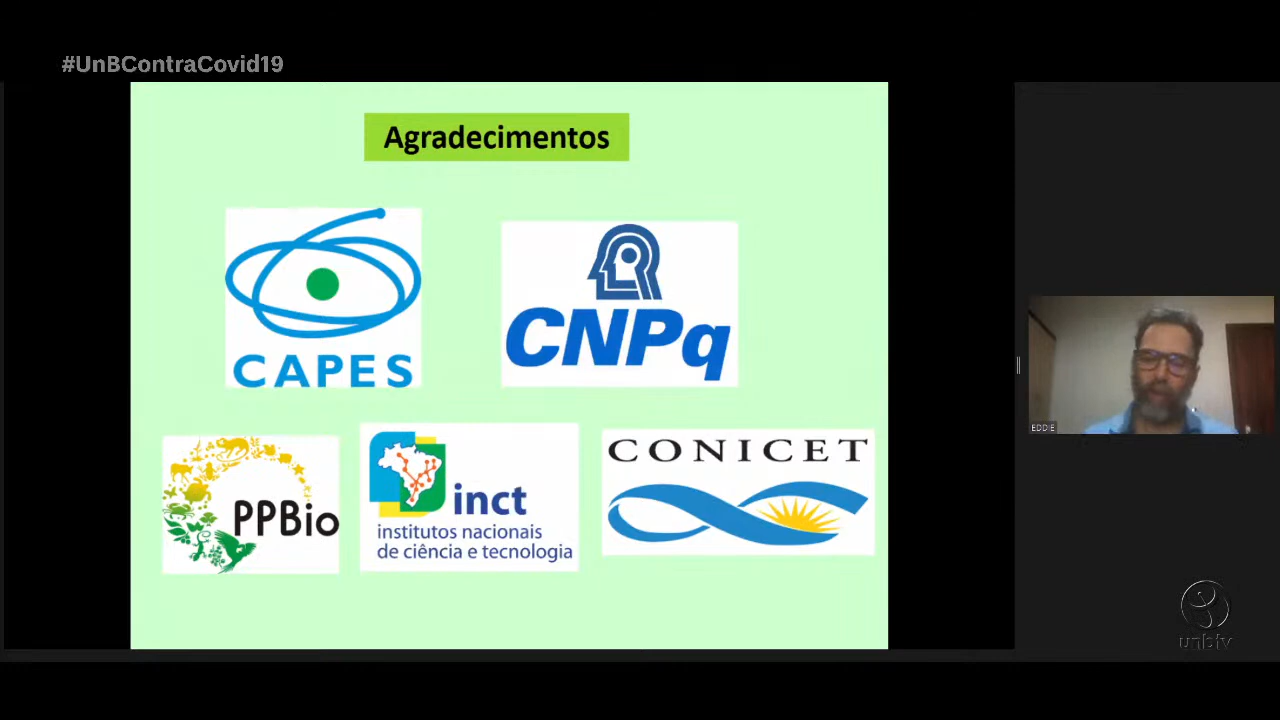 #UnBContraCovid19
Agradecimentos
CAPES
CNPq
PPBio
inct
institutos nacionais
de ciência e tecnologia
CONICET
EDDIE
unbtv